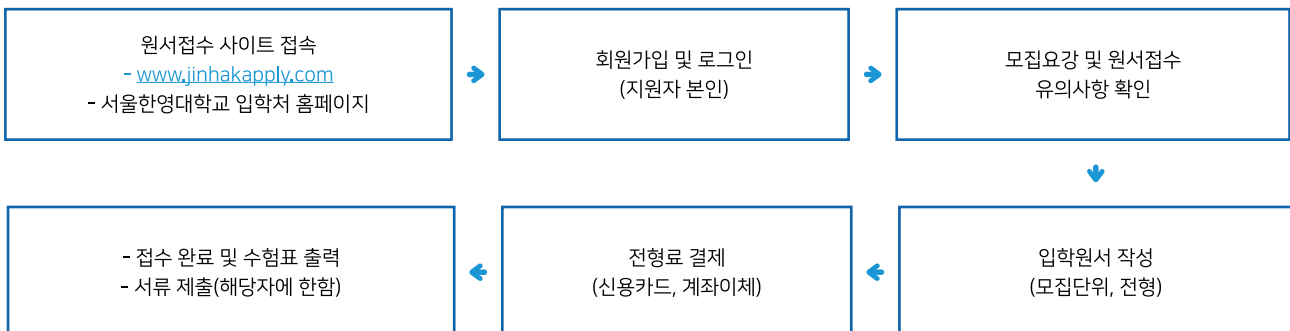 원서접수 사이트 접속
- www.jinhakapply.com
- 서울한영대학교 입학처 홈페이지
회원가입 및 로그인
(지원자 본인)
모집요강 및 원서접수
유의사항 확인
입학원서 작성
(모집단위, 전형)
전형료 결제
(신용카드, 계좌이체)
- 접수 완료 및 수험표 출력
- 서류 제출(해당자에 한함)